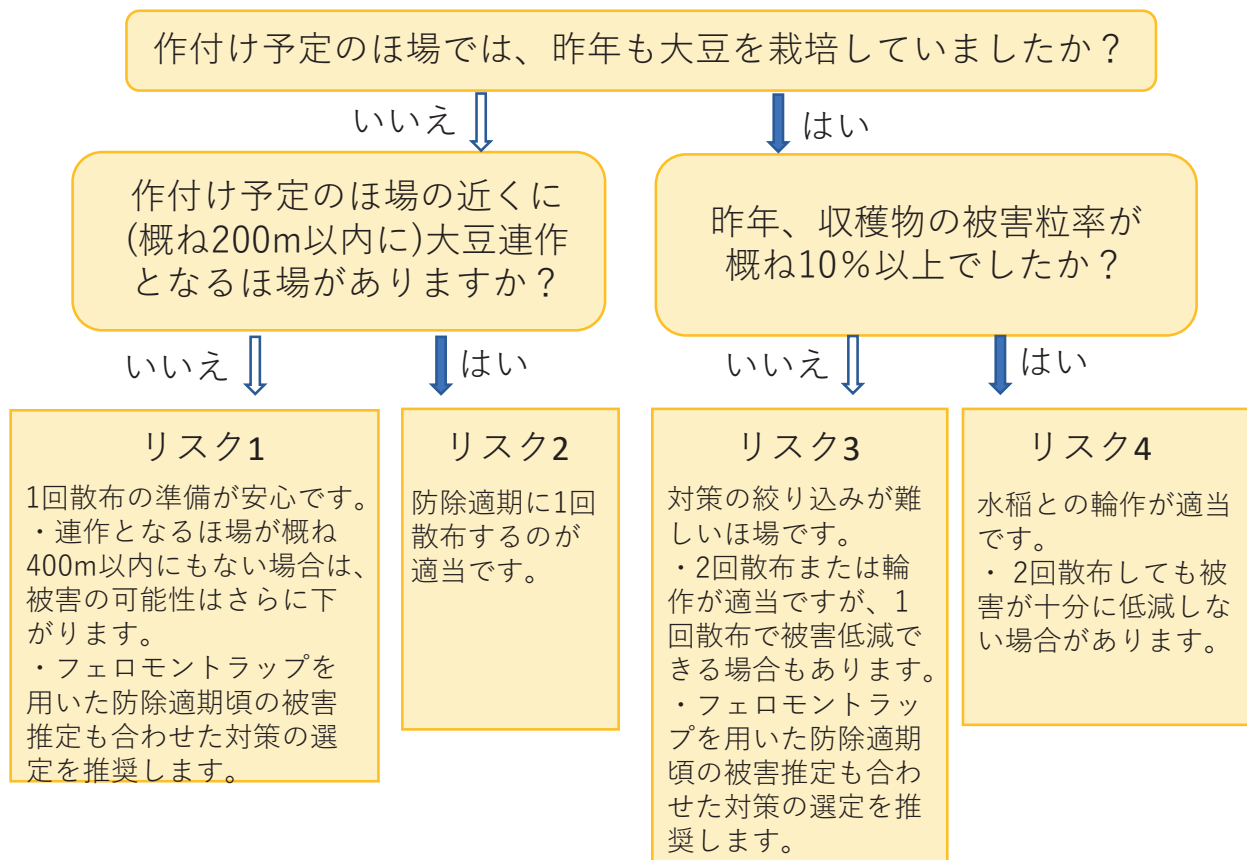 作付け予定のほ場では、昨年も大豆を栽培していましたか？
いいえ
はい
作付け予定のほ場の近くに
(概ね200m以内に)大豆連作
となるほ場がありますか？
昨年、収穫物の被害粒率が
概ね10％以上でしたか？
いいえ
はい
いいえ
はい
リスク1
1回散布の準備が安心です。
・連作となるほ場が概ね
400m以内にもない場合は、
被害の可能性はさらに下
がります。
・フェロモントラップを
用いた防除適期頃の被害
推定も合わせた対策の選
定を推奨します。
リスク2
防除適期に1回
散布するのが
適当です。
リスク3
対策の絞り込みが難
しいほ場です。
・2回散布または輪
作が適当ですが、1
回散布で被害低減で
きる場合もあります。
・フェロモントラッ
プを用いた防除適期
頃の被害推定も合わ
せた対策の選定を推
奨します。
リスク4
水稲との輪作が適当
です。
・ 2回散布しても被
害が十分に低減しな
い場合があります。